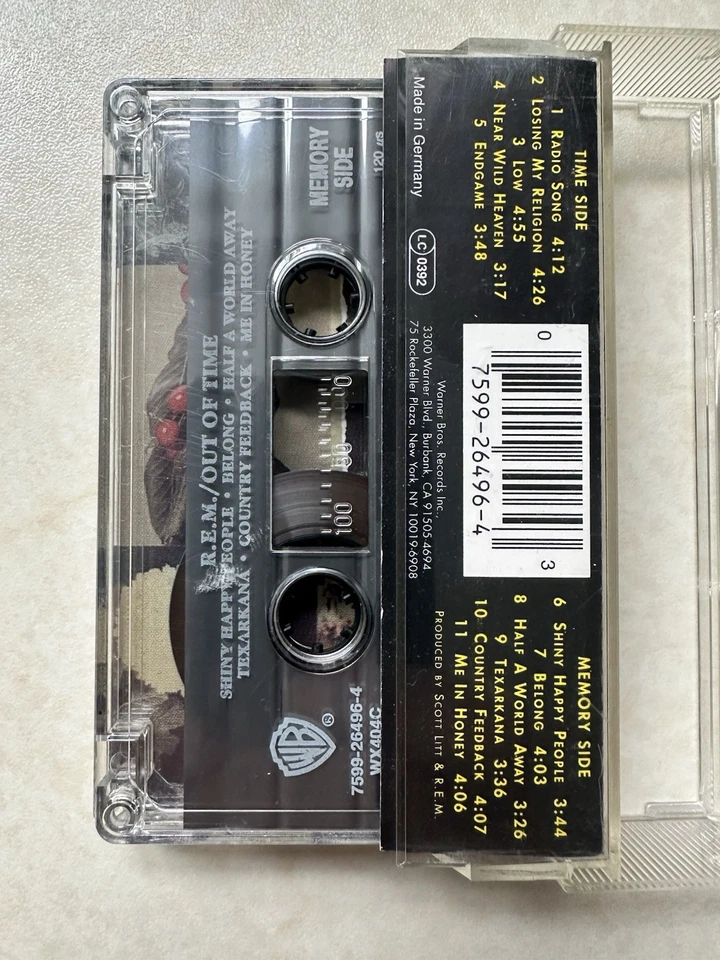 TIME SIDE
1 RADIO SONG 4:12
2 LOSING MY RELIGION 4:26
3 LOW 4:55
4 NEAR WILD HEAVEN 3:17
5 ENDGAME 3:48
Made in Germany
LC 0392
0
7599-26496-4
3
Warner Bros. Records Inc.,
3300 Warner Blvd., Burbank, CA 91505-4694.
75 Rockefeller Plaza, New York, NY 10019-6908
MEMORY SIDE
6 SHINY HAPPY PEOPLE 3:44
7 BELONG 4:03
8 HALF A WORLD AWAY 3:26
9 TEXARKANA 3:36
10 COUNTRY FEEDBACK 4:07
11 ME IN HONEY 4:06
PRODUCED BY SCOTT LITT & R.E.M.
MEMORY
SIDE
120 µs
0
50
100
R.E.M./OUT OF TIME
SHINY HAPPY PEOPLE • BELONG • HALF A WORLD AWAY
TEXARKANA • COUNTRY FEEDBACK • ME IN HONEY
WB
®
7599-26496-4
WX404C